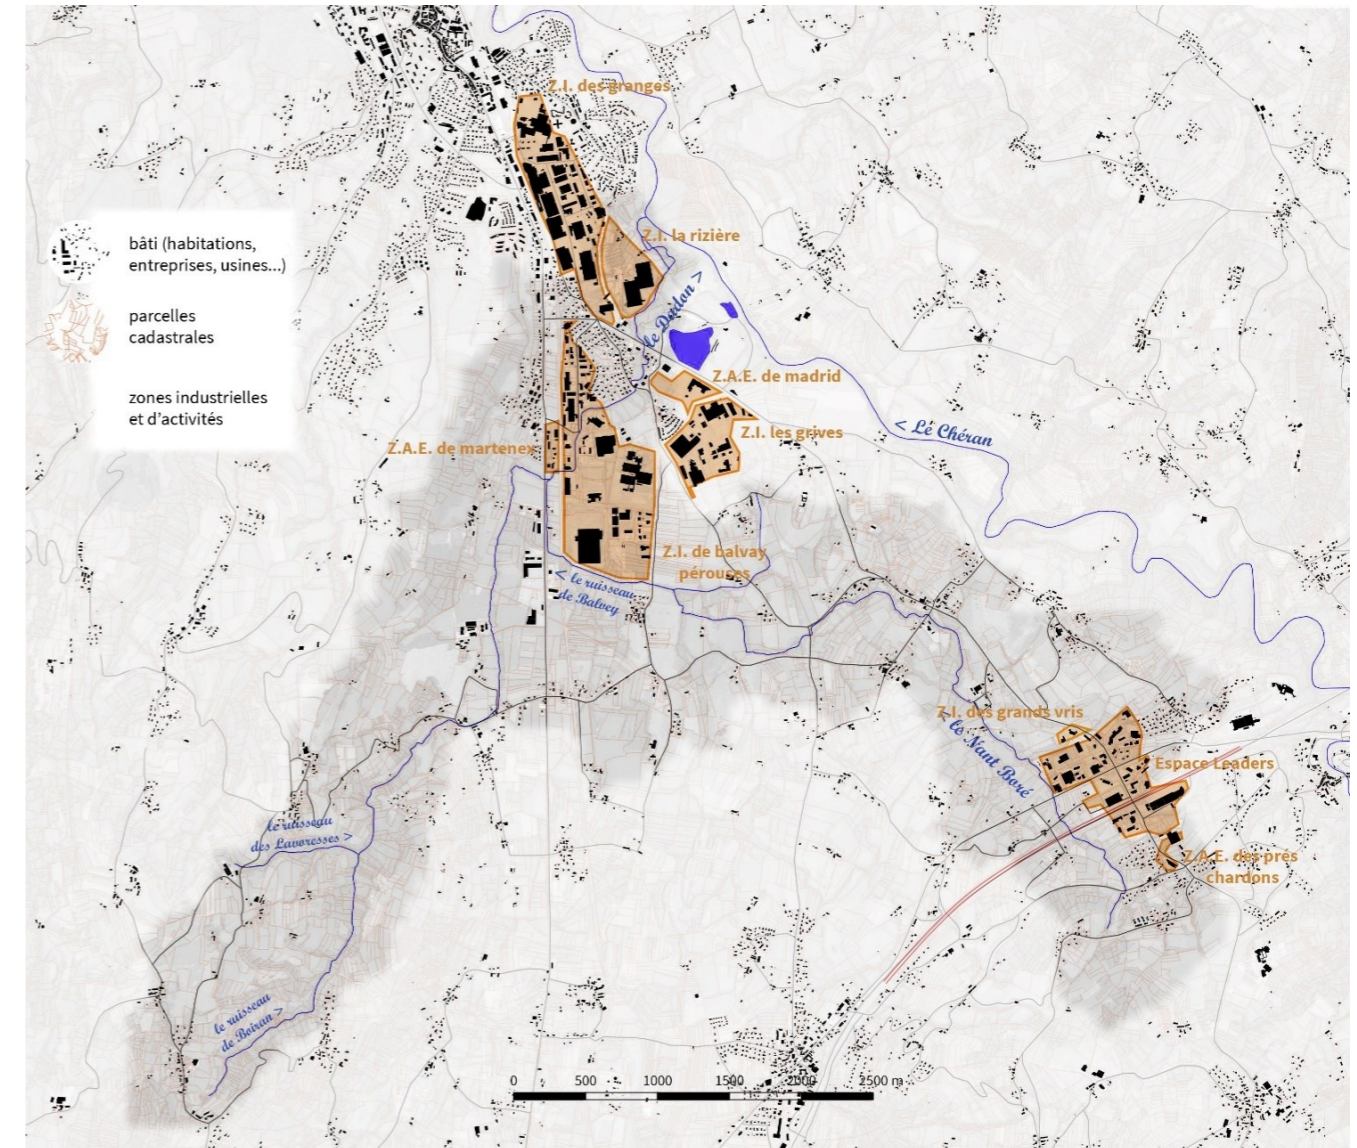 Z.I. des granges
Z.I. la rizière
bâti (habitations,
entreprises, usines...)
le Dadon >
parcelles
cadastrales
Z.A.E. de madrid
zones industrielles
et d’activités
Z.I. les grives
< Le Chéran
Z.A.E. de martenex
Z.I. de balvay
pérouses
< le ruisseau
de Balvey
Z.I. des grands vris
< le Nant Boré
Espace Leaders
le ruisseau
des Lavoresses >
Z.A.E. des prés
chardons
le ruisseau
de Boiran >
0 500 1000 1500 2000 2500 m